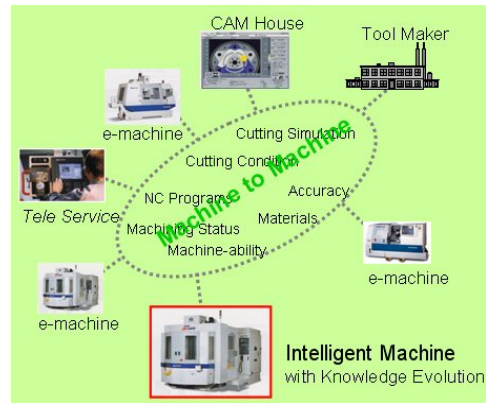 CAM House
Tool Maker
e-machine
Cutting Simulation
Cutting Condition
Machine to Machine
Accuracy
NC Programs
Tele Service
Materials
Machining Status
Machine-ability
e-machine
e-machine
Intelligent Machine
with Knowledge Evolution